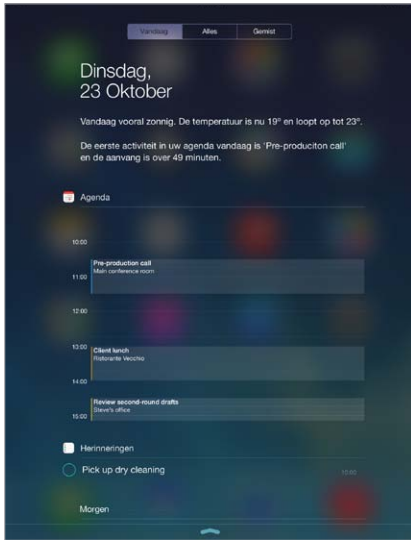 Vandaag Alles Gemist
Dinsdag,
23 Oktober
Vandaag vooral zonnig. De temperatuur is nu 19° en loopt op tot 23°.
De eerste activiteit in uw agenda vandaag is 'Pre-produciton call'
en de aanvang is over 49 minuten.
Agenda
10:00
Pre-production call
Main conference room
11:00
12:00
13:00
Client lunch
Ristorante Vecchio
14:00
Review second-round drafts
Steve's office
15:00
Herinneringen
Pick up dry cleaning
Morgen